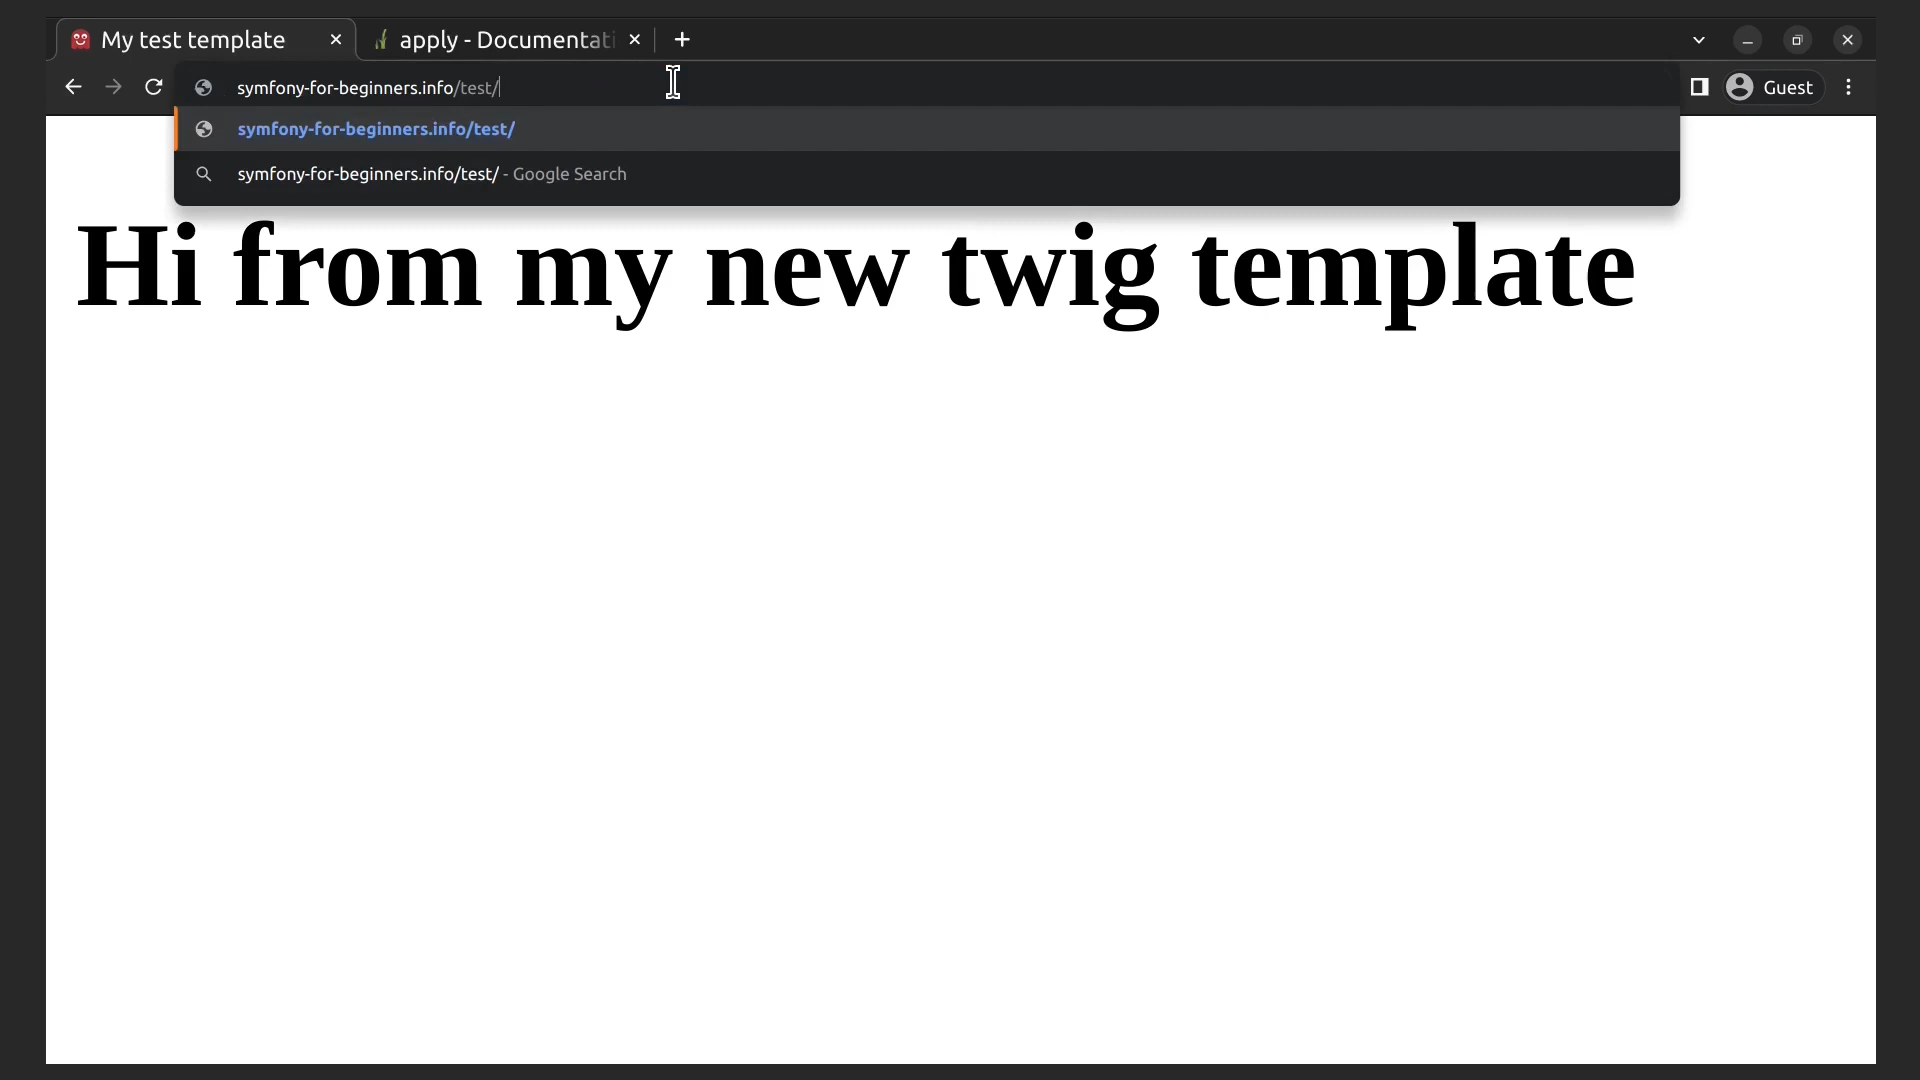 My test template
apply - Documentati
symfony-for-beginners.info/test/
Guest
symfony-for-beginners.info/test/
symfony-for-beginners.info/test/ - Google Search
Hi from my new twig template